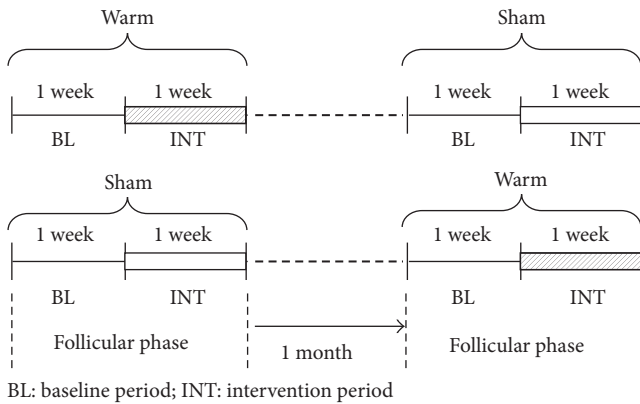 Warm Sham
1 week 1 week 1 week 1 week
BL INT BL INT
Sham Warm
1 week 1 week 1 week 1 week
BL INT BL INT
Follicular phase 1 month Follicular phase
BL: baseline period; INT: intervention period